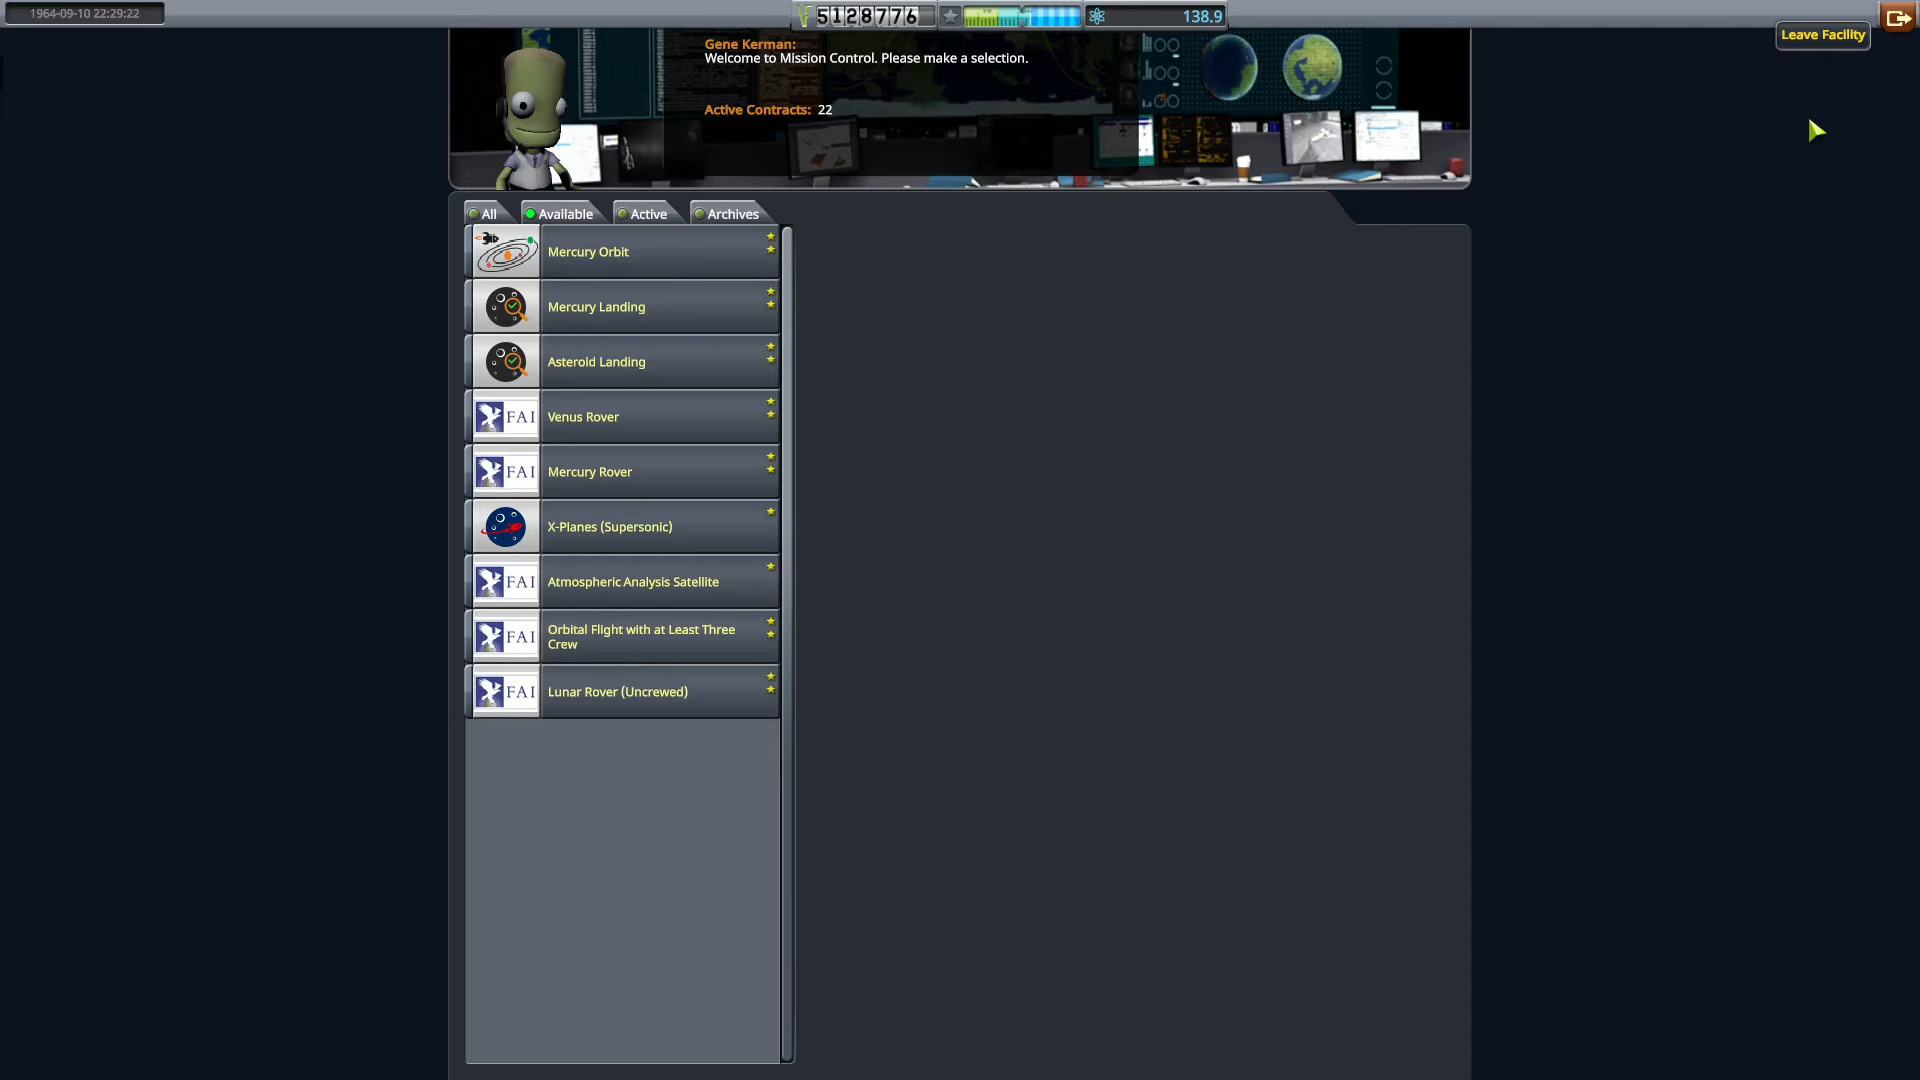 1964-09-10 22:29:22
5128776
138.9
Leave Facility
Gene Kerman:
Welcome to Mission Control. Please make a selection.
Active Contracts: 22
All
Available
Active
Archives
Mercury Orbit
Mercury Landing
Asteroid Landing
FAI
Venus Rover
FAI
Mercury Rover
X-Planes (Supersonic)
FAI
Atmospheric Analysis Satellite
FAI
Orbital Flight with at Least Three
Crew
FAI
Lunar Rover (Uncrewed)